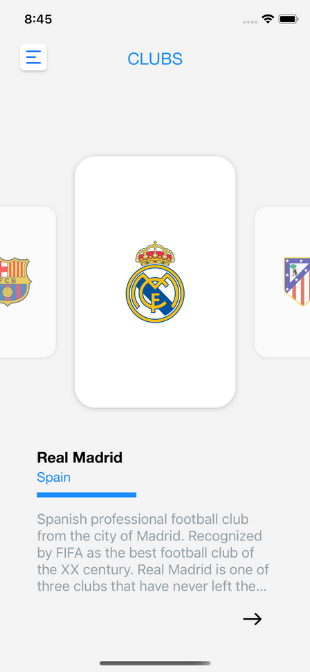 8:45
CLUBS
FCB
Real Madrid
Spain
Spanish professional football club
from the city of Madrid. Recognized
by FIFA as the best football club of
the XX century. Real Madrid is one of
three clubs that have never left the...